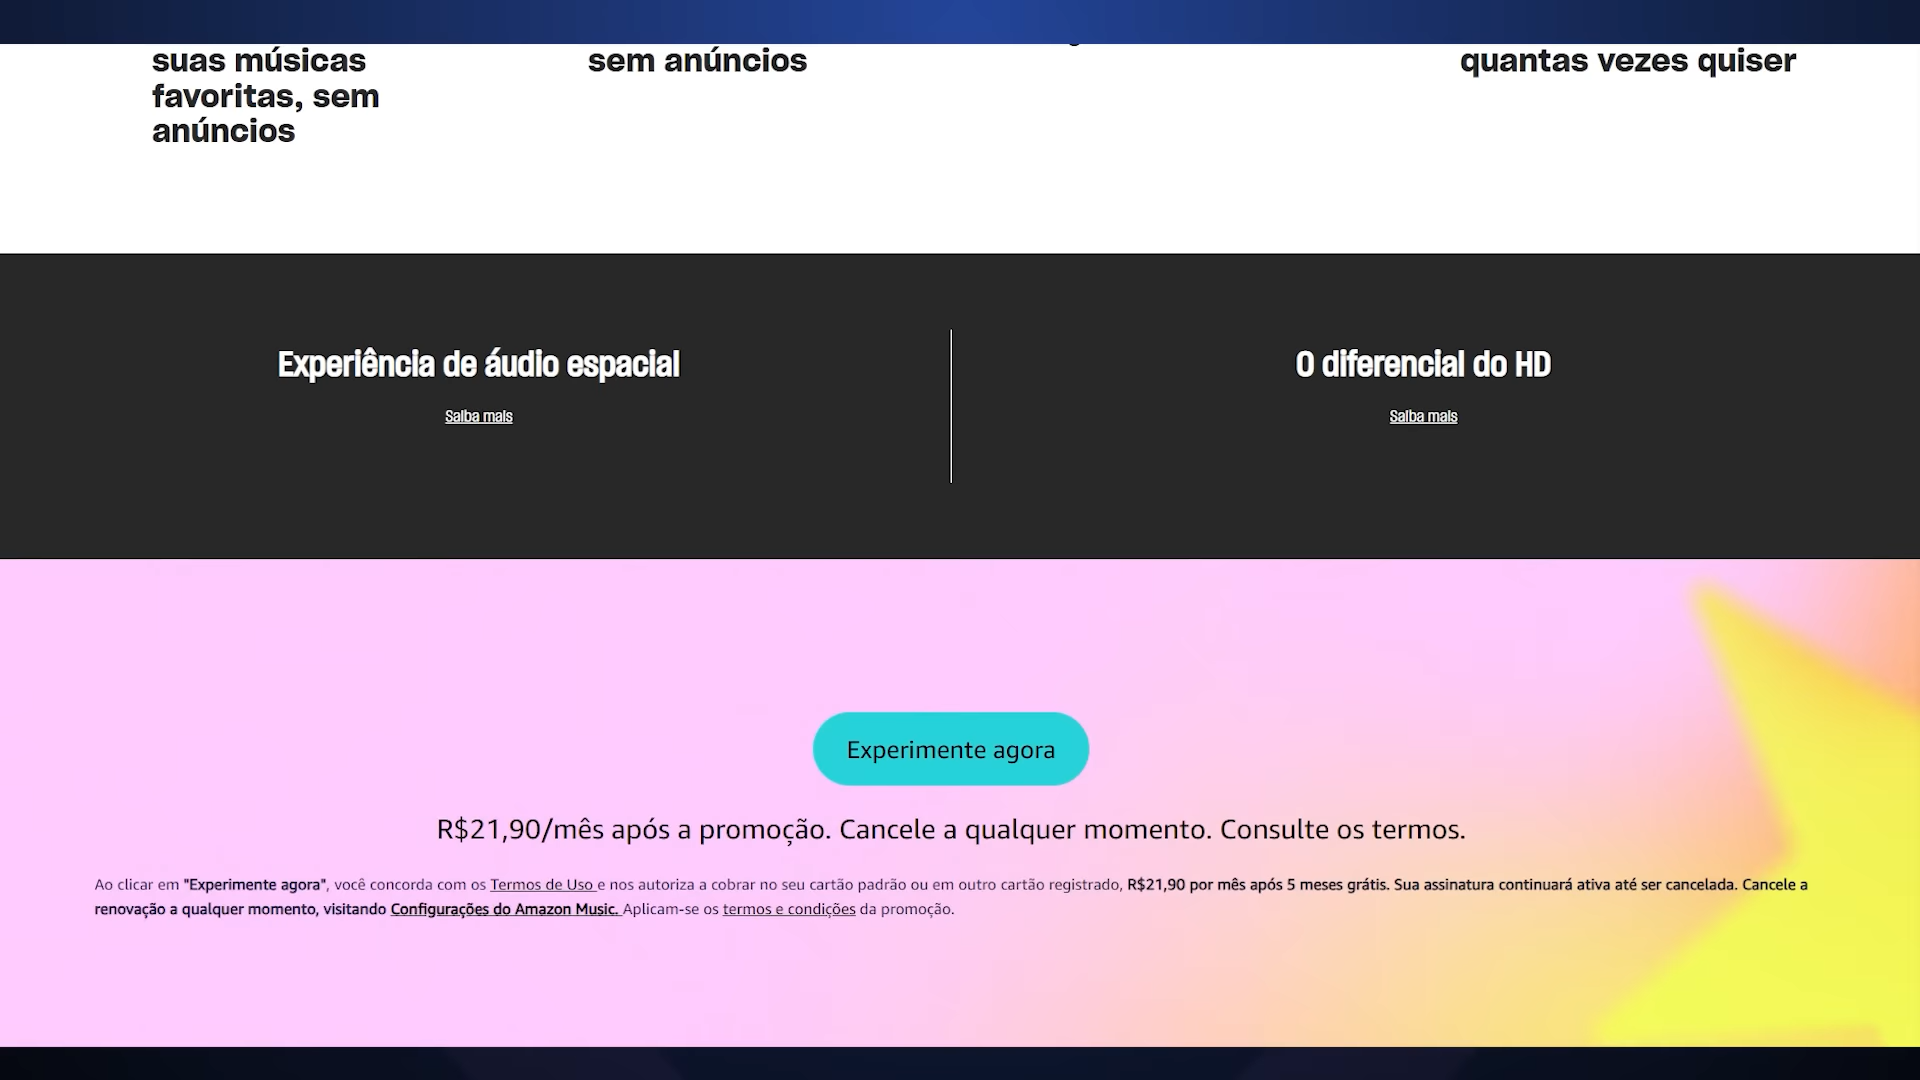 suas músicas
favoritas, sem
anúncios
sem anúncios
quantas vezes quiser
Experiência de áudio espacial
Saiba mais
O diferencial do HD
Saiba mais
Experimente agora
R$21,90/mês após a promoção. Cancele a qualquer momento. Consulte os termos.
Ao clicar em "Experimente agora", você concorda com os Termos de Uso e nos autoriza a cobrar no seu cartão padrão ou em outro cartão registrado, R$21,90 por mês após 5 meses grátis. Sua assinatura continuará ativa até ser cancelada. Cancele a
renovação a qualquer momento, visitando Configurações do Amazon Music. Aplicam-se os termos e condições da promoção.